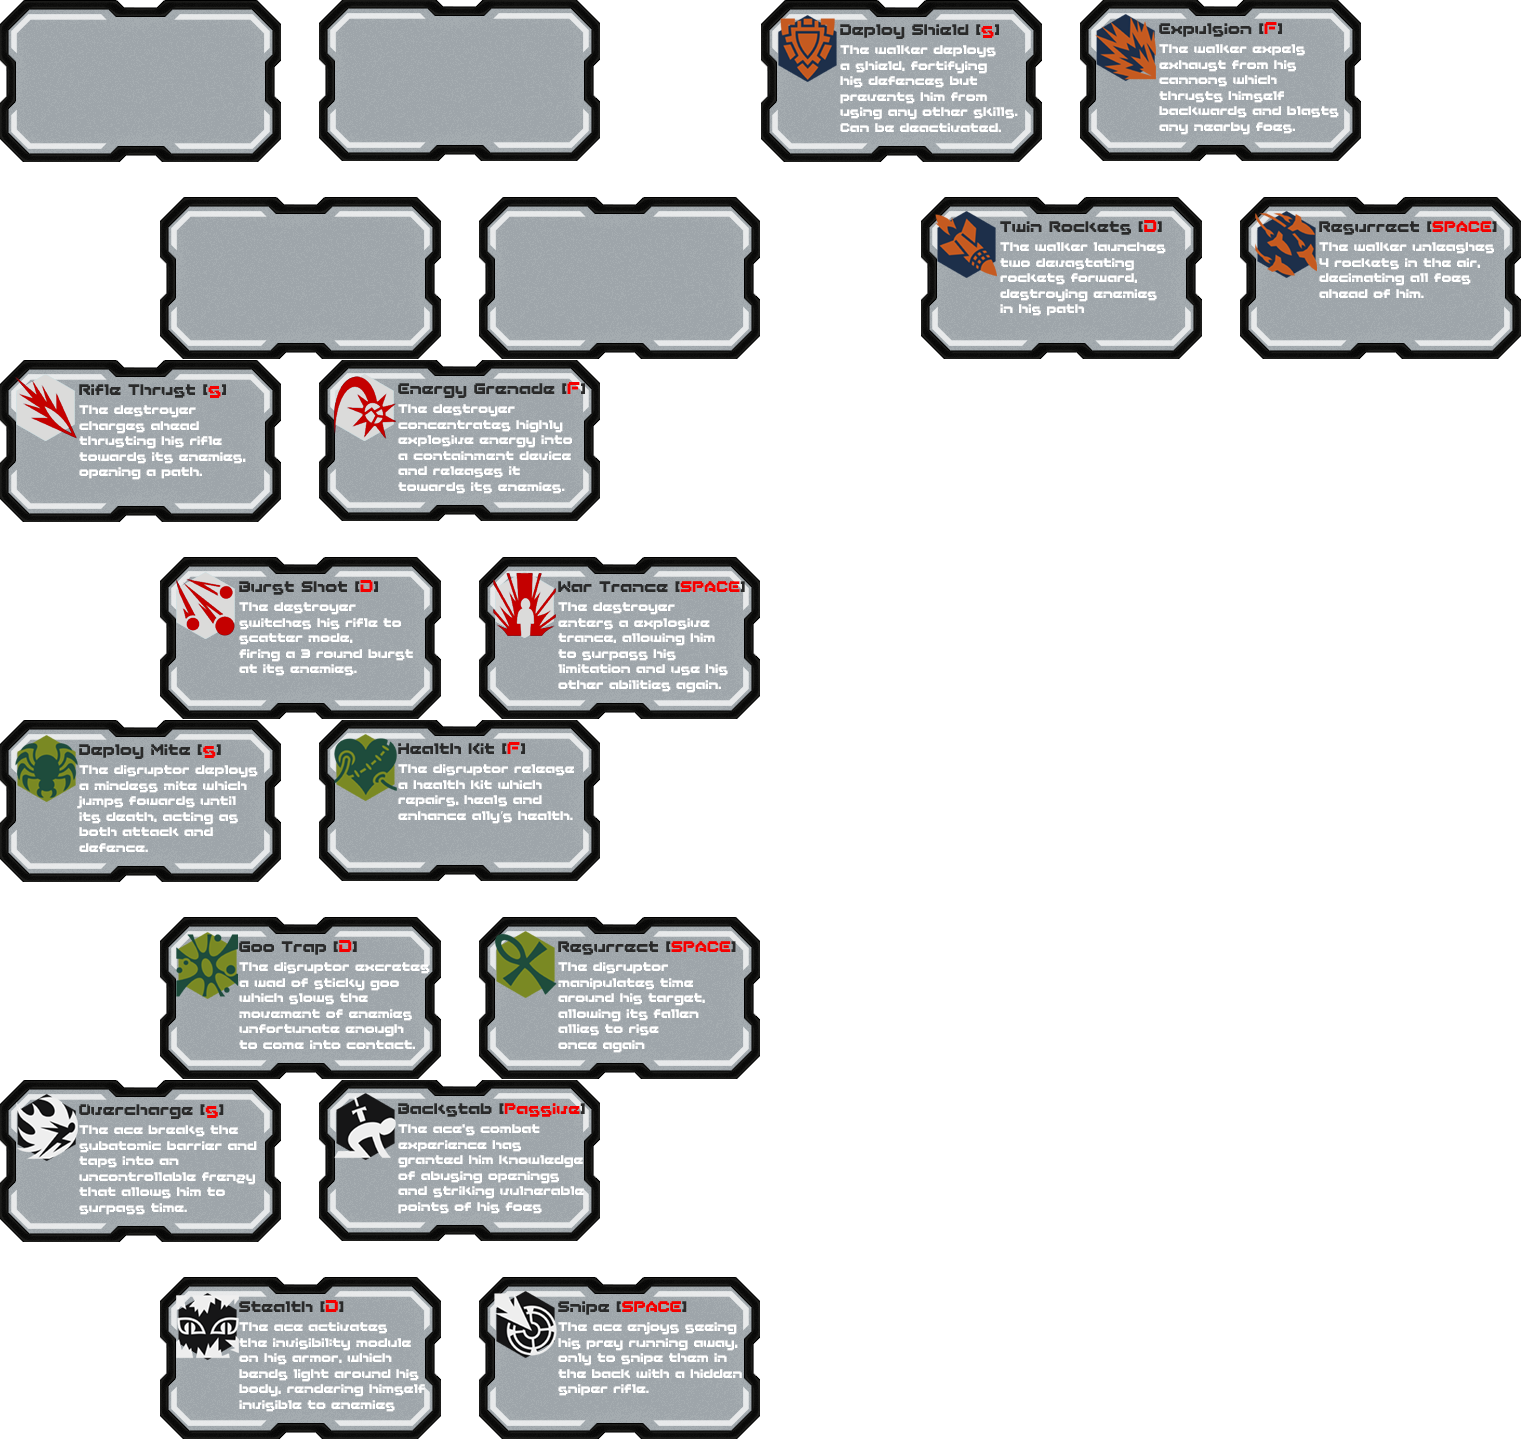 Deploy Shield [S]
The walker deploys
a shield, fortifying
his defences but
prevents him from
using any other skills.
Can be deactivated.
Expulsion [F]
The walker expels
exhaust from his
cannons which
thrusts himself
backwards and blasts
any nearby foes.
Twin Rockets [D]
The walker launches
two devastating
rockets forward,
destroying enemies
in his path
Resurrect [SPACE]
The walker unleashes
4 rockets in the air,
decimating all foes
ahead of him.
Rifle Thrust [S]
The destroyer
charges ahead
thrusting his rifle
towards its enemies,
opening a path.
Energy Grenade [F]
The destroyer
concentrates highly
explosive energy into
a containment device
and releases it
towards its enemies.
Burst Shot [D]
The destroyer
switches his rifle to
scatter mode,
firing a 3 round burst
at its enemies.
War Trance [SPACE]
The destroyer
enters a explosive
trance, allowing him
to surpass his
limitation and use his
other abilities again.
Deploy Mite [S]
The disruptor deploys
a mindess mite which
jumps fowards until
its death, acting as
both attack and
defence.
Health Kit [F]
The disruptor release
a health kit which
repairs, heals and
enhance ally's health.
Goo Trap [D]
The disruptor excretes
a wad of sticky goo
which slows the
movement of enemies
unfortunate enough
to come into contact.
Resurrect [SPACE]
The disruptor
manipulates time
around his target,
allowing its fallen
allies to rise
once again
Overcharge [S]
The ace breaks the
subatomic barrier and
taps into an
uncontrollable frenzy
that allows him to
surpass time.
Backstab [Passive]
The ace's combat
experience has
granted him knowledge
of abusing openings
and striking vulnerable
points of his foes
Stealth [D]
The ace activates
the invisibility module
on his armor, which
bends light around his
body, rendering himself
invisible to enemies
Snipe [SPACE]
The ace enjoys seeing
his prey running away,
only to snipe them in
the back with a hidden
sniper rifle.